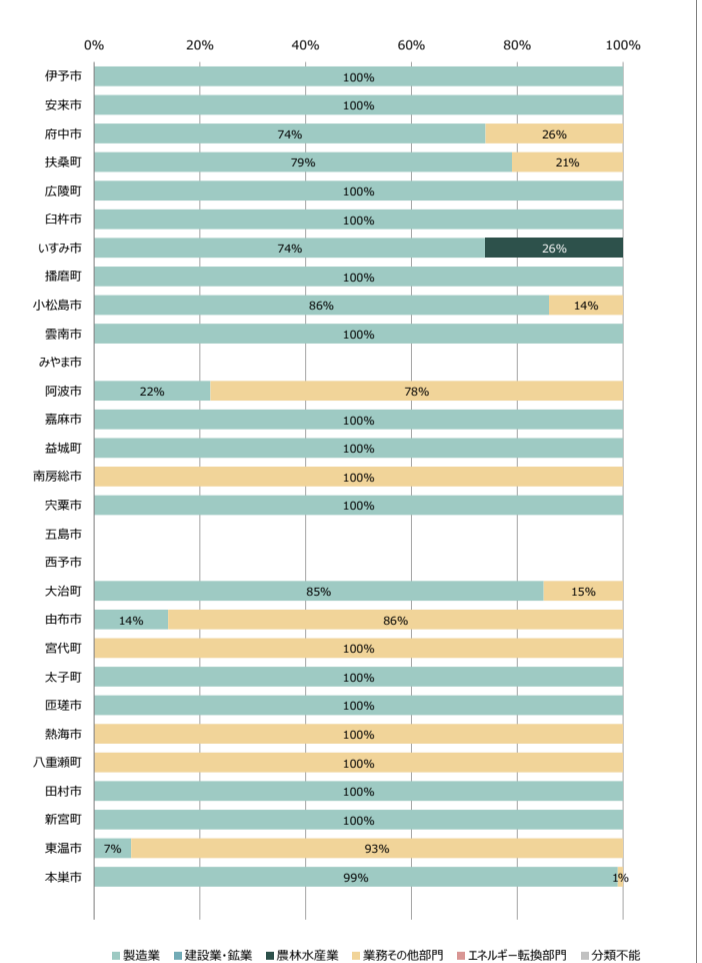 0% 20% 40% 60% 80% 100%
伊予市 100%
安来市 100%
府中市 74% 26%
扶桑町 79% 21%
広陵町 100%
臼杵市 100%
いすみ市 74% 26%
播磨町 100%
小松島市 86% 14%
雲南市 100%
みやま市
阿波市 22% 78%
嘉麻市 100%
益城町 100%
南房総市 100%
宍粟市 100%
五島市
西予市
大治町 85% 15%
由布市 14% 86%
宮代町 100%
太子町 100%
匝瑳市 100%
熱海市 100%
八重瀬町 100%
田村市 100%
新宮町 100%
東温市 7% 93%
本巣市 99% 1%
製造業 建設業・鉱業 農林水産業 業務その他部門 エネルギー転換部門 分類不能